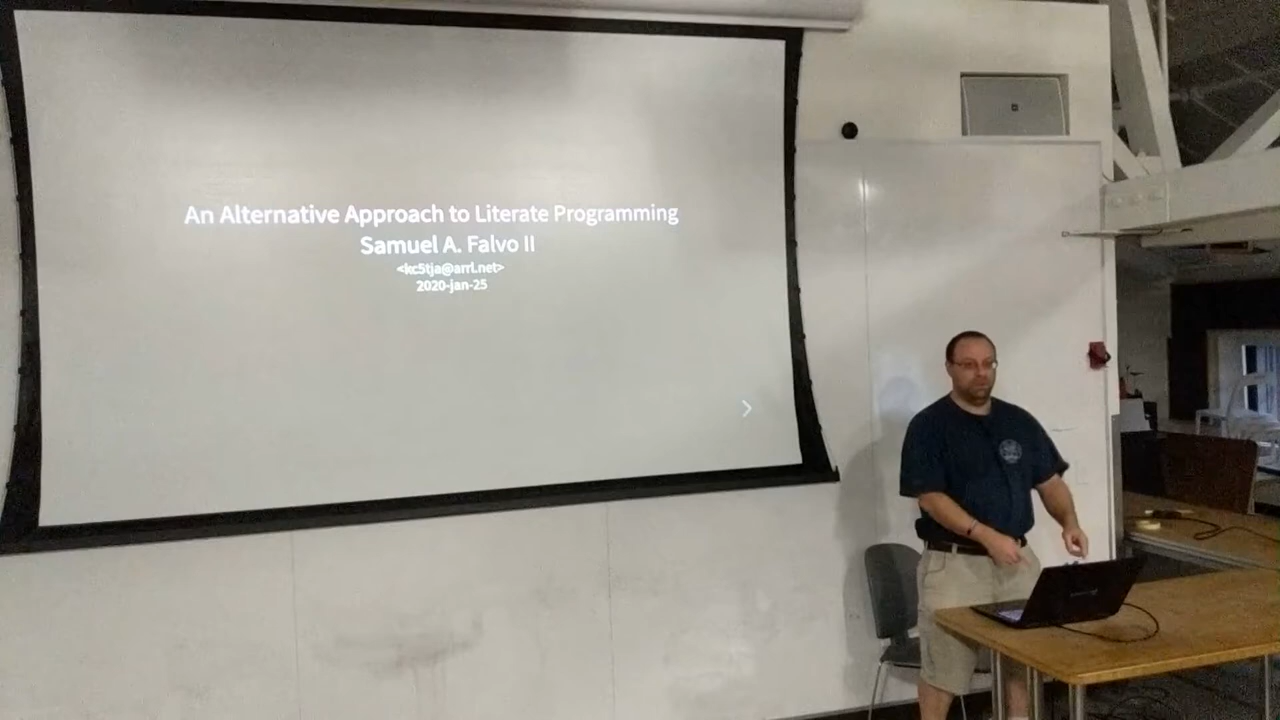 An Alternative Approach to Literate Programming
Samuel A. Falvo II
<kc5tja@arrl.net>
2020-jan-25